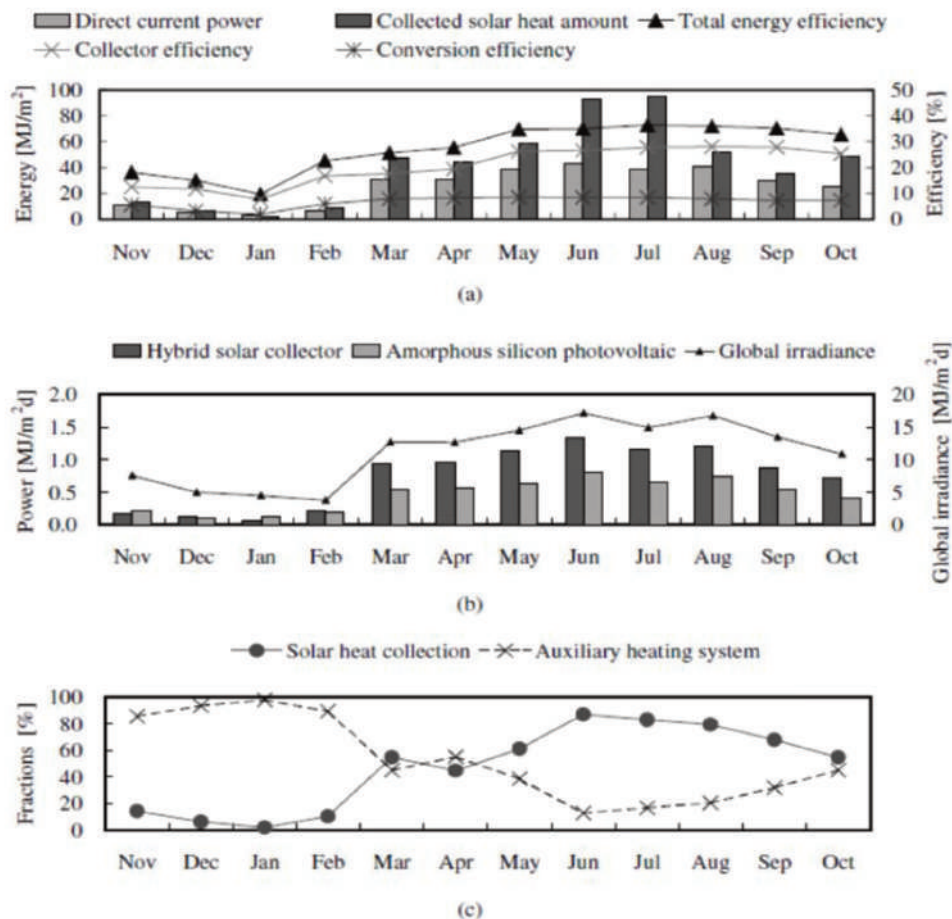 Direct current power Collected solar heat amount Total energy efficiency
Collector efficiency Conversion efficiency
Energy [MJ/m²]
100
80
60
40
20
0
50
40
30
20
10
0
Efficiency [%]
Nov Dec Jan Feb Mar Apr May Jun Jul Aug Sep Oct
(a)
Hybrid solar collector Amorphous silicon photovoltaic Global irradiance
Power [MJ/m²d]
2.0
1.5
1.0
0.5
0.0
20
15
10
5
0
Global irradiance [MJ/m²d]
Nov Dec Jan Feb Mar Apr May Jun Jul Aug Sep Oct
(b)
Solar heat collection Auxiliary heating system
Fractions [%]
100
80
60
40
20
0
Nov Dec Jan Feb Mar Apr May Jun Jul Aug Sep Oct
(c)